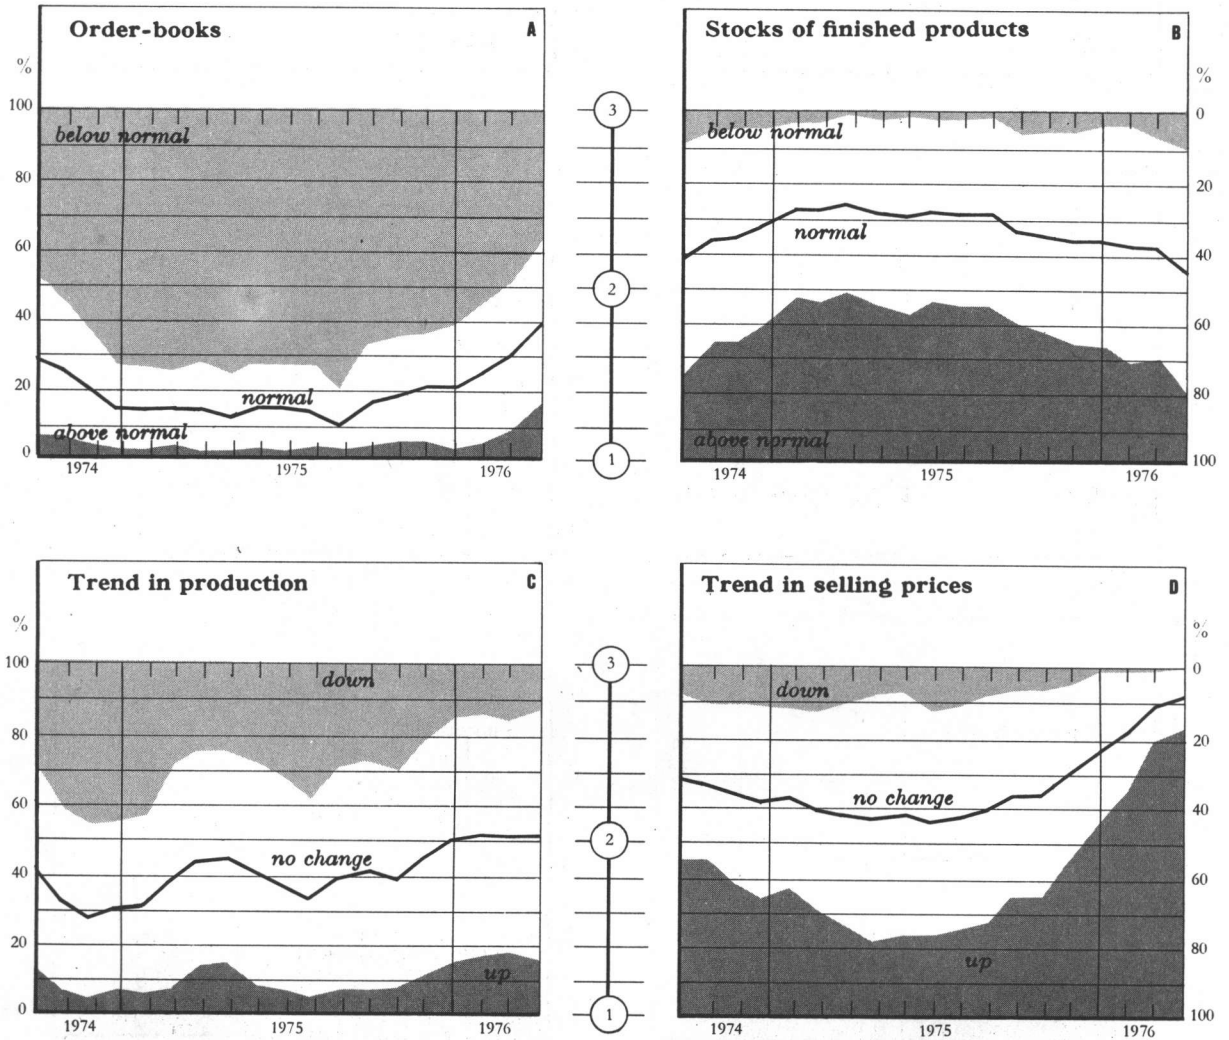 Order-books A
%
100
below normal
80
60
40
20
normal
above normal
0
1974 1975 1976
3
2
1
Stocks of finished products B
%
0
below normal
20
normal
40
60
80
above normal
100
1974 1975 1976
Trend in production C
%
100
down
80
60
no change
40
20
up
0
1974 1975 1976
3
2
1
Trend in selling prices D
%
0
down
20
no change
40
60
80
up
100
1974 1975 1976